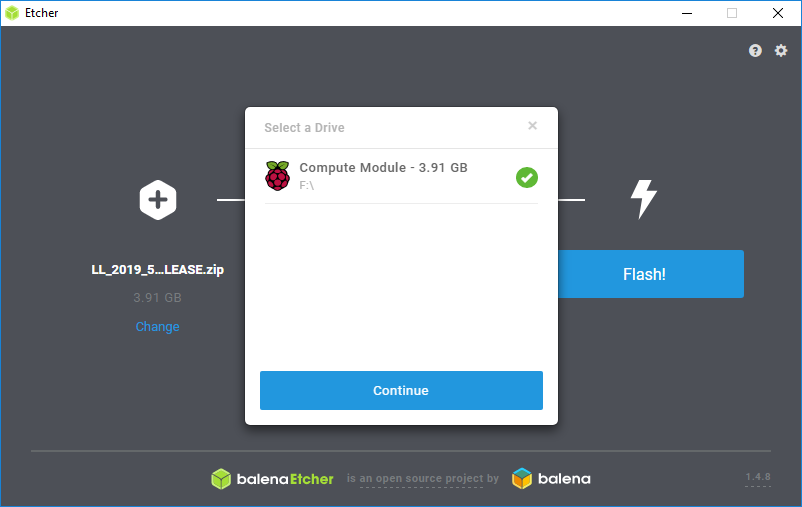 Etcher
Select a Drive
×
Compute Module - 3.91 GB
F:\
LL_2019_5...LEASE.zip
3.91 GB
Change
Flash!
Continue
balenaEtcher is an open source project by balena
1.4.8